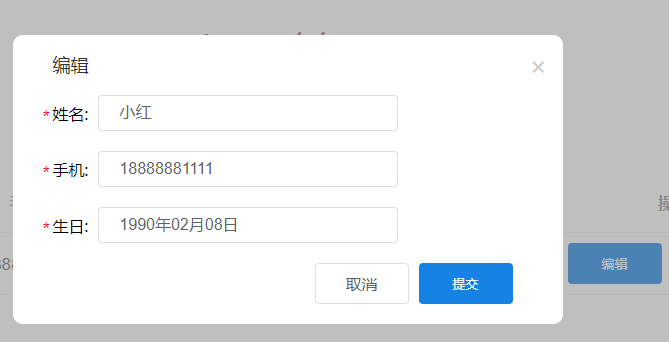 编辑
×
*姓名: 小红
*手机: 18888881111
*生日: 1990年02月08日
编辑
取消 提交